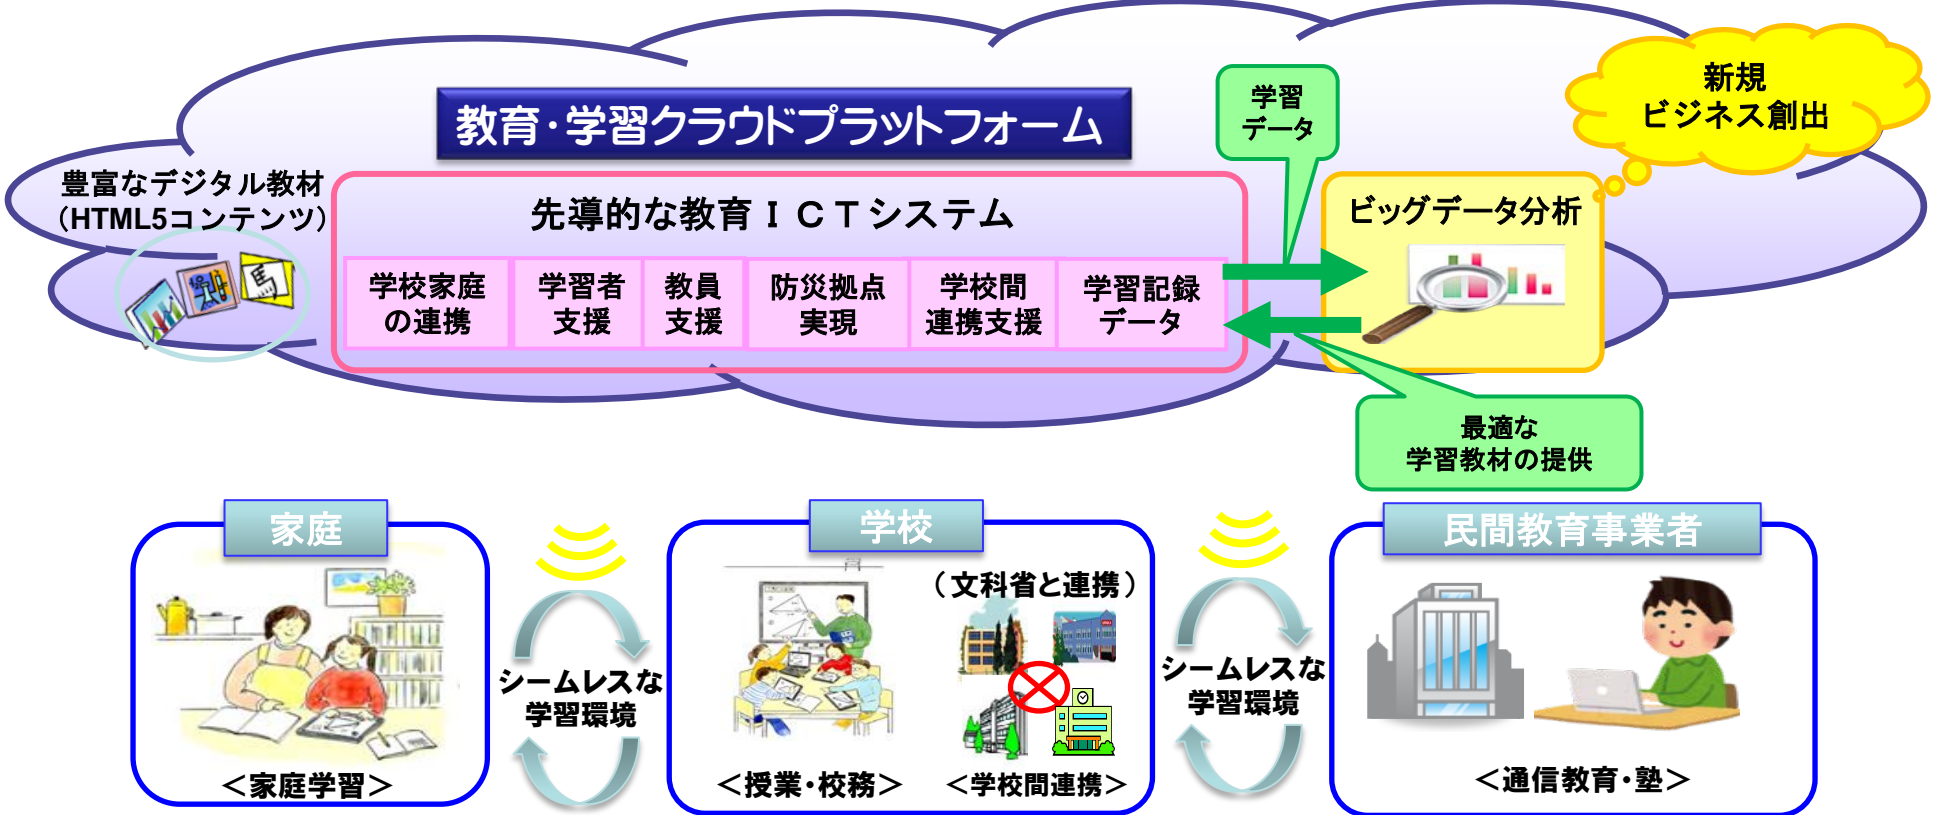 教育・学習クラウドプラットフォーム
学習
データ
新規
ビジネス創出
豊富なデジタル教材
（HTML5コンテンツ）
先導的な教育ＩＣＴシステム
ビッグデータ分析
学校家庭
の連携
学習者
支援
教員
支援
防災拠点
実現
学校間
連携支援
学習記録
データ
馬
最適な
学習教材の提供
家庭
学校
民間教育事業者
（文科省と連携）
シームレスな
学習環境
シームレスな
学習環境
＜家庭学習＞
＜授業・校務＞
＜学校間連携＞
＜通信教育・塾＞